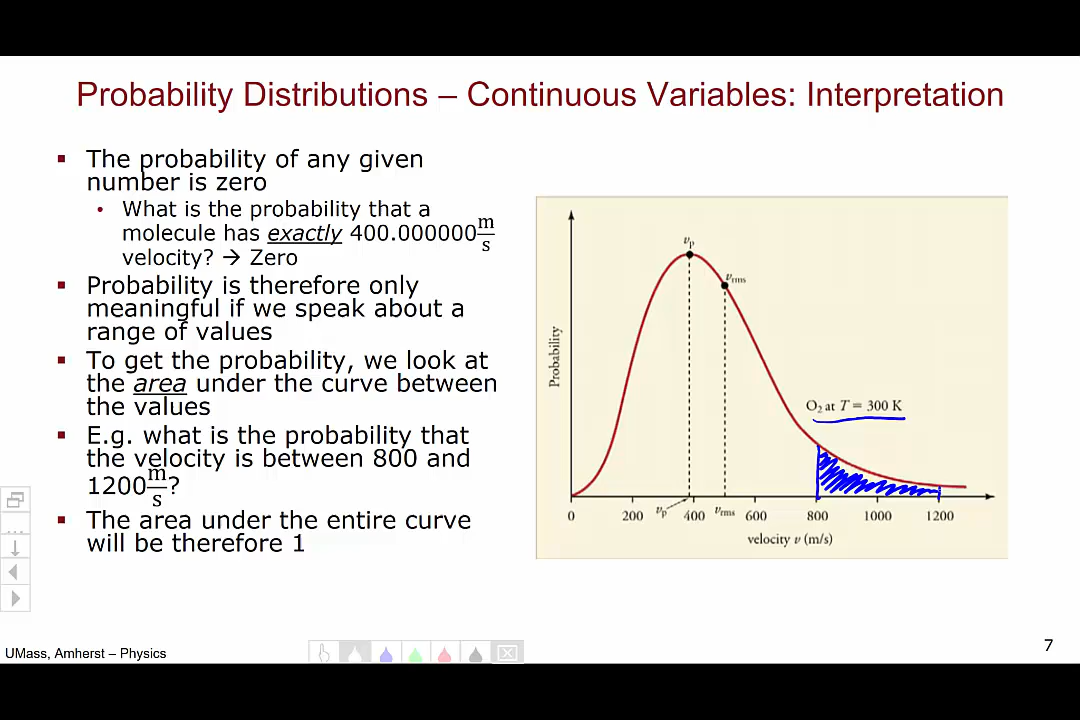 Probability Distributions – Continuous Variables: Interpretation
▪ The probability of any given
number is zero
• What is the probability that a
molecule has exactly 400.000000 m/s
velocity? → Zero
▪ Probability is therefore only
meaningful if we speak about a
range of values
▪ To get the probability, we look at
the area under the curve between
the values
▪ E.g. what is the probability that
the velocity is between 800 and
1200 m/s?
▪ The area under the entire curve
will be therefore 1
Probability
vp
vrms
O2 at T = 300 K
0 200 vp 400 vrms 600 800 1000 1200
velocity v (m/s)
UMass, Amherst – Physics
7